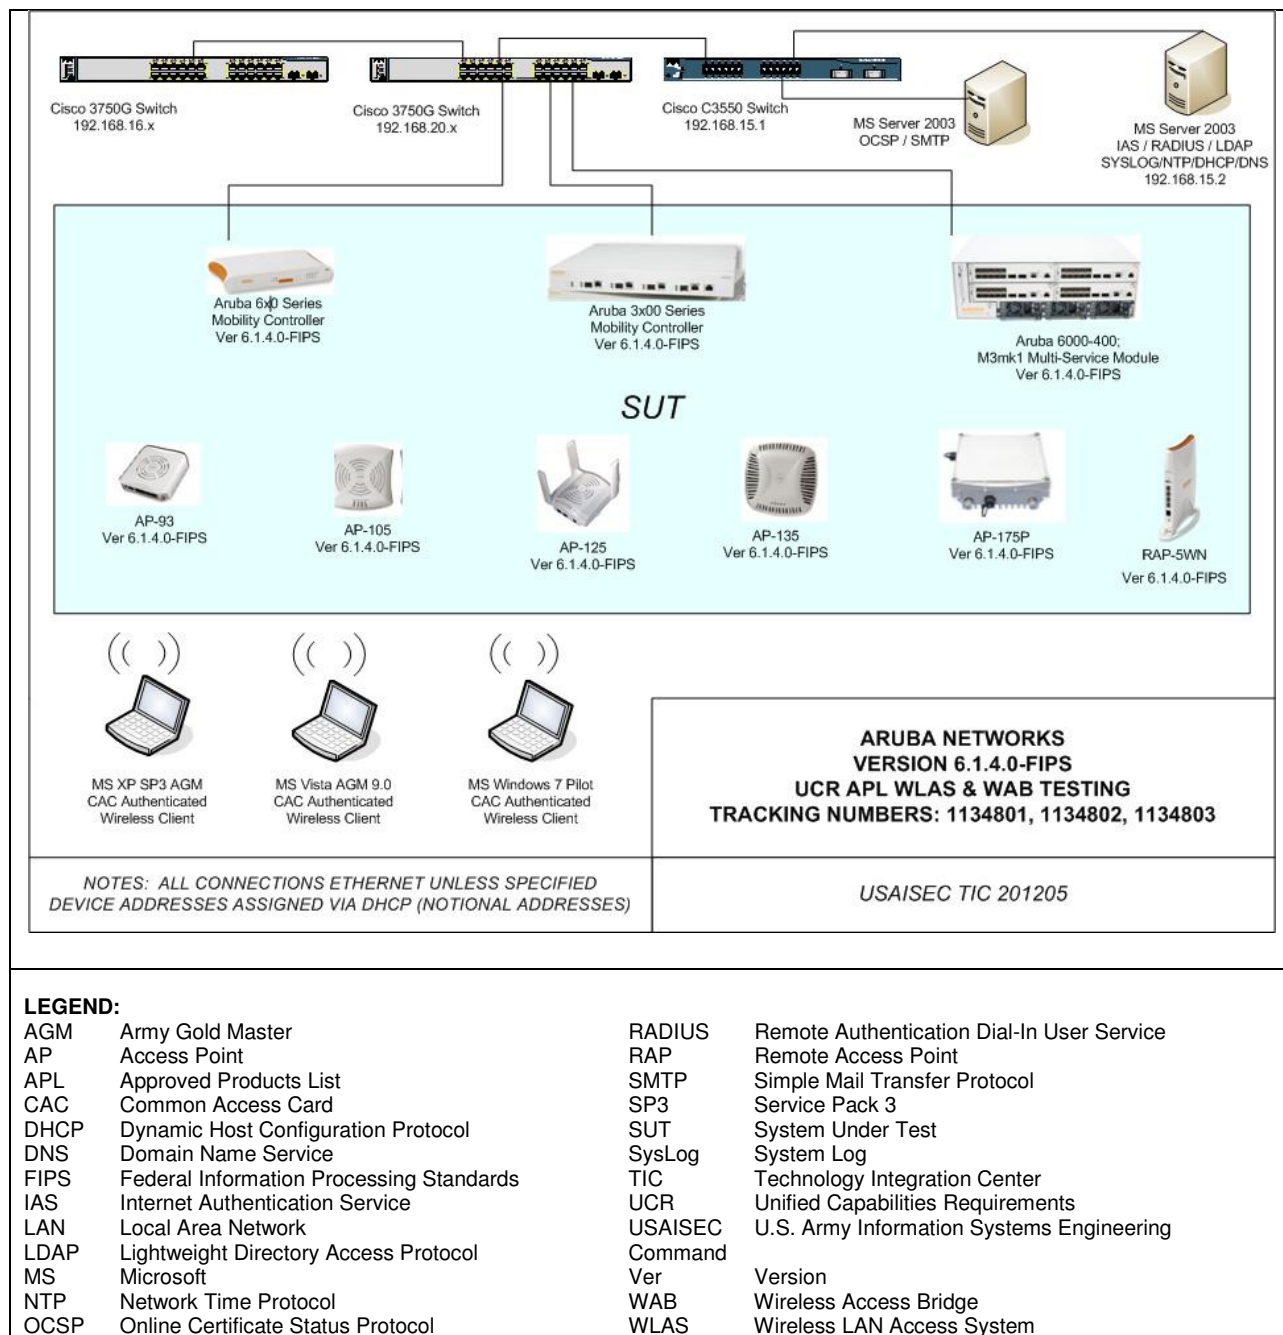 Cisco 3750G Switch
192.168.16.x
Cisco 3750G Switch
192.168.20.x
Cisco C3550 Switch
192.168.15.1
MS Server 2003
OCSP / SMTP
MS Server 2003
IAS / RADIUS / LDAP
SYSLOG/NTP/DHCP/DNS
192.168.15.2
Aruba 6x0 Series
Mobility Controller
Ver 6.1.4.0-FIPS
Aruba 3x00 Series
Mobility Controller
Ver 6.1.4.0-FIPS
Aruba 6000-400;
M3mk1 Multi-Service Module
Ver 6.1.4.0-FIPS
SUT
AP-93
Ver 6.1.4.0-FIPS
AP-105
Ver 6.1.4.0-FIPS
AP-125
Ver 6.1.4.0-FIPS
AP-135
Ver 6.1.4.0-FIPS
AP-175P
Ver 6.1.4.0-FIPS
RAP-5WN
Ver 6.1.4.0-FIPS
MS XP SP3 AGM
CAC Authenticated
Wireless Client
MS Vista AGM 9.0
CAC Authenticated
Wireless Client
MS Windows 7 Pilot
CAC Authenticated
Wireless Client
ARUBA NETWORKS
VERSION 6.1.4.0-FIPS
UCR APL WLAS & WAB TESTING
TRACKING NUMBERS: 1134801, 1134802, 1134803
NOTES: ALL CONNECTIONS ETHERNET UNLESS SPECIFIED
DEVICE ADDRESSES ASSIGNED VIA DHCP (NOTIONAL ADDRESSES)
USAISEC TIC 201205
LEGEND:
AGM Army Gold Master
AP Access Point
APL Approved Products List
CAC Common Access Card
DHCP Dynamic Host Configuration Protocol
DNS Domain Name Service
FIPS Federal Information Processing Standards
IAS Internet Authentication Service
LAN Local Area Network
LDAP Lightweight Directory Access Protocol
MS Microsoft
NTP Network Time Protocol
OCSP Online Certificate Status Protocol
RADIUS Remote Authentication Dial-In User Service
RAP Remote Access Point
SMTP Simple Mail Transfer Protocol
SP3 Service Pack 3
SUT System Under Test
SysLog System Log
TIC Technology Integration Center
UCR Unified Capabilities Requirements
USAISEC U.S. Army Information Systems Engineering
Command
Ver Version
WAB Wireless Access Bridge
WLAS Wireless LAN Access System